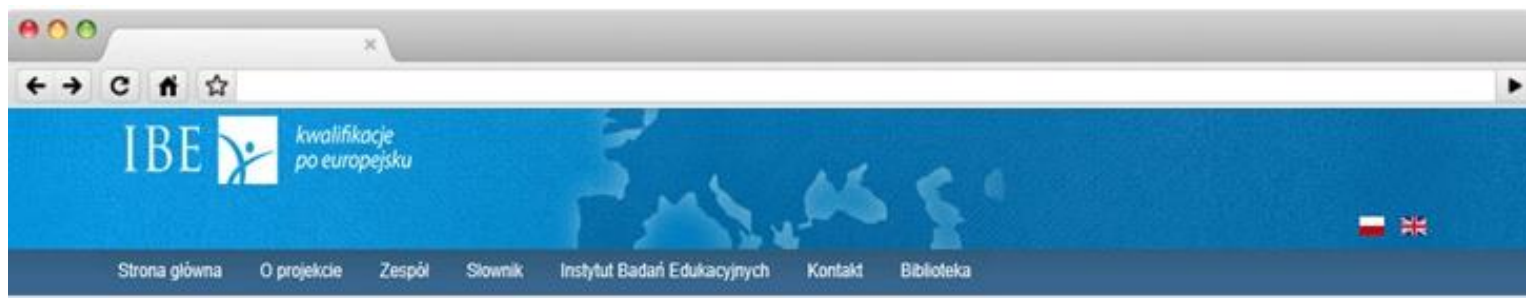 IBE
kwalifikacje
po europejsku
Strona główna O projekcie Zespół Słownik Instytut Badań Edukacyjnych Kontakt Biblioteka